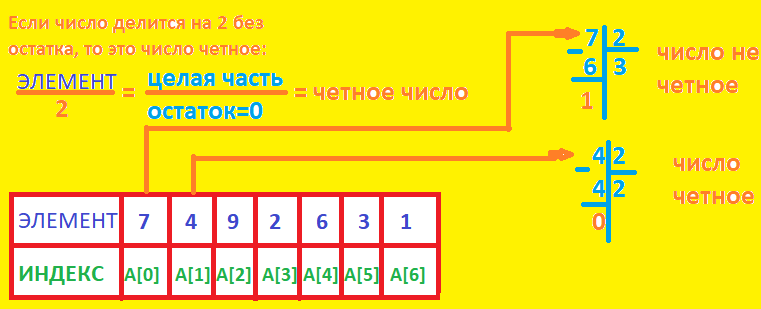 Если число делится на 2 без
остатка, то это число четное:
ЭЛЕМЕНТ
2
=
целая часть
остаток=0
= четное число
7 2
- 6 3
1
число не
четное
4 2
- 4 2
0
число
четное
ЭЛЕМЕНТ 7 4 9 2 6 3 1
ИНДЕКС A[0] A[1] A[2] A[3] A[4] A[5] A[6]